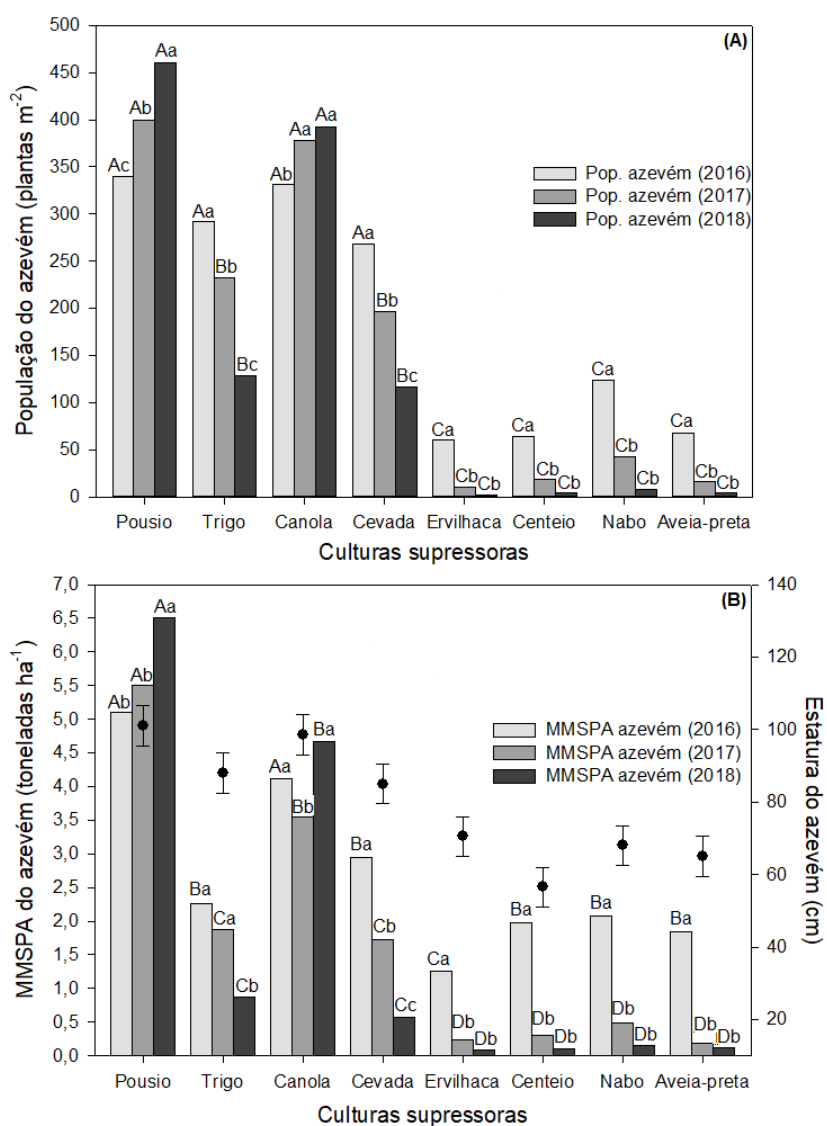 (A)
População do azevém (plantas m⁻²)
500
450
400
350
300
250
200
150
100
50
0
Ac Ab Aa
Aa Bb Bc
Ab Aa Aa
Aa Bb Bc
Ca Cb Cb
Ca Cb Cb
Ca Cb Cb
Ca Cb Cb
Pop. azevém (2016)
Pop. azevém (2017)
Pop. azevém (2018)
Pousio Trigo Canola Cevada Ervilhaca Centeio Nabo Aveia-preta
Culturas supressoras
(B)
MMSPA do azevém (toneladas ha⁻¹)
7,0
6,5
6,0
5,5
5,0
4,5
4,0
3,5
3,0
2,5
2,0
1,5
1,0
0,5
0,0
Ab Ab Aa
Ba Ca Cb
Aa Bb Ba
Ba Cb Cc
Ca Db Db
Ba Db Db
Ba Db Db
Ba Db Db
MMSPA azevém (2016)
MMSPA azevém (2017)
MMSPA azevém (2018)
140
120
100
80
60
40
20
Estatura do azevém (cm)
Pousio Trigo Canola Cevada Ervilhaca Centeio Nabo Aveia-preta
Culturas supressoras